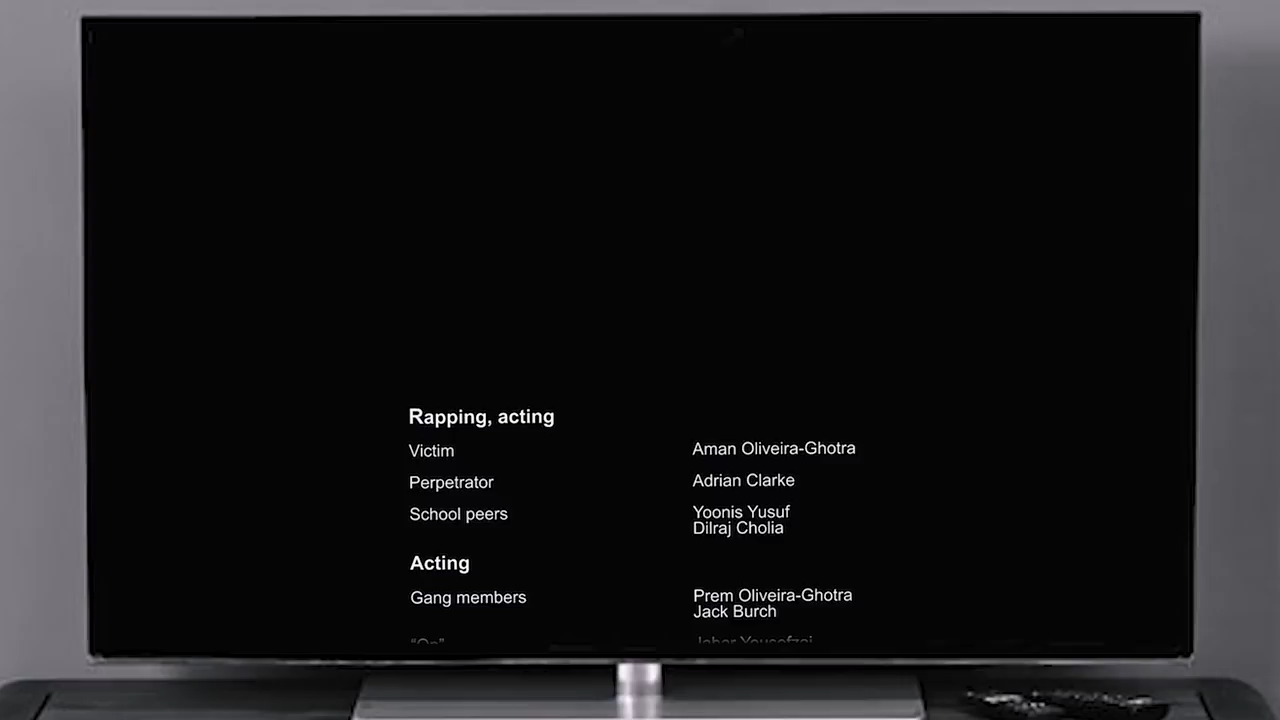 Rapping, acting
Victim Aman Oliveira-Ghotra
Perpetrator Adrian Clarke
School peers Yoonis Yusuf
Dilraj Cholia
Acting
Gang members Prem Oliveira-Ghotra
Jack Burch